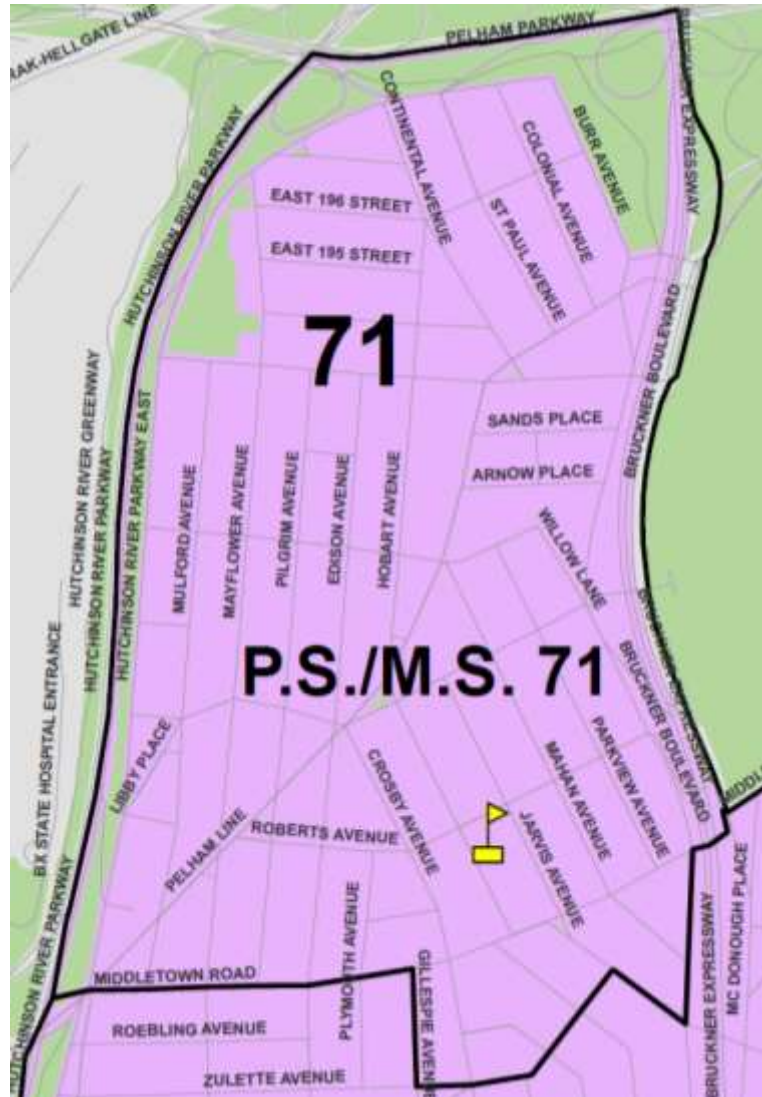 RAK-HELLGATE LINE
PELHAM PARKWAY
BRUCKNER EXPRESSWAY
CONTINENTAL AVENUE
COLONIAL AVENUE
BURR AVENUE
HUTCHINSON RIVER PARKWAY
EAST 196 STREET
ST PAUL AVENUE
EAST 195 STREET
71
BRUCKNER BOULEVARD
SANDS PLACE
ARNOW PLACE
HUTCHINSON RIVER GREENWAY
HUTCHINSON RIVER PARKWAY
HUTCHINSON RIVER PARKWAY EAST
MULFORD AVENUE
MAYFLOWER AVENUE
PILGRIM AVENUE
EDISON AVENUE
HOBART AVENUE
WILLOW LANE
P.S./M.S. 71
BRUCKNER EXPRESSWAY
BRUCKNER BOULEVARD
BX STATE HOSPITAL ENTRANCE
LIBBY PLACE
CROSBY AVENUE
MAHAN AVENUE
PARKVIEW AVENUE
PELHAM LINE
ROBERTS AVENUE
JARVIS AVENUE
HUTCHINSON RIVER PARKWAY
PLYMOUTH AVENUE
MIDDLETOWN ROAD
GILLESPIE AVENUE
BRUCKNER EXPRESSWAY
MC DONOUGH PLACE
ROEBLING AVENUE
ZULETTE AVENUE